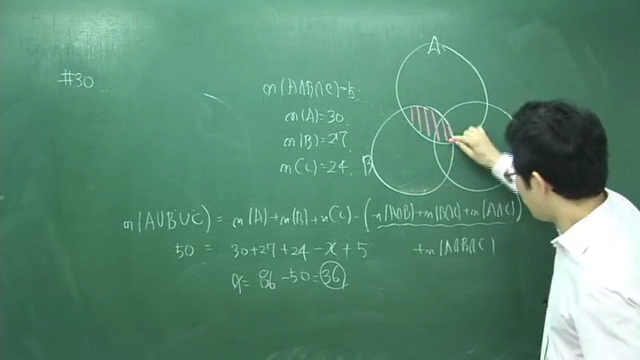 #30
A
n(A∩B∩C)=5
n(A)=30
n(B)=27
n(C)=24
B
n(A∪B∪C) = n(A)+n(B)+n(C)-(n(A∩B)+n(B∩C)+n(A∩C))
+n(A∩B∩C)
50 = 30+27+24-x+5
x= 86 -50=36